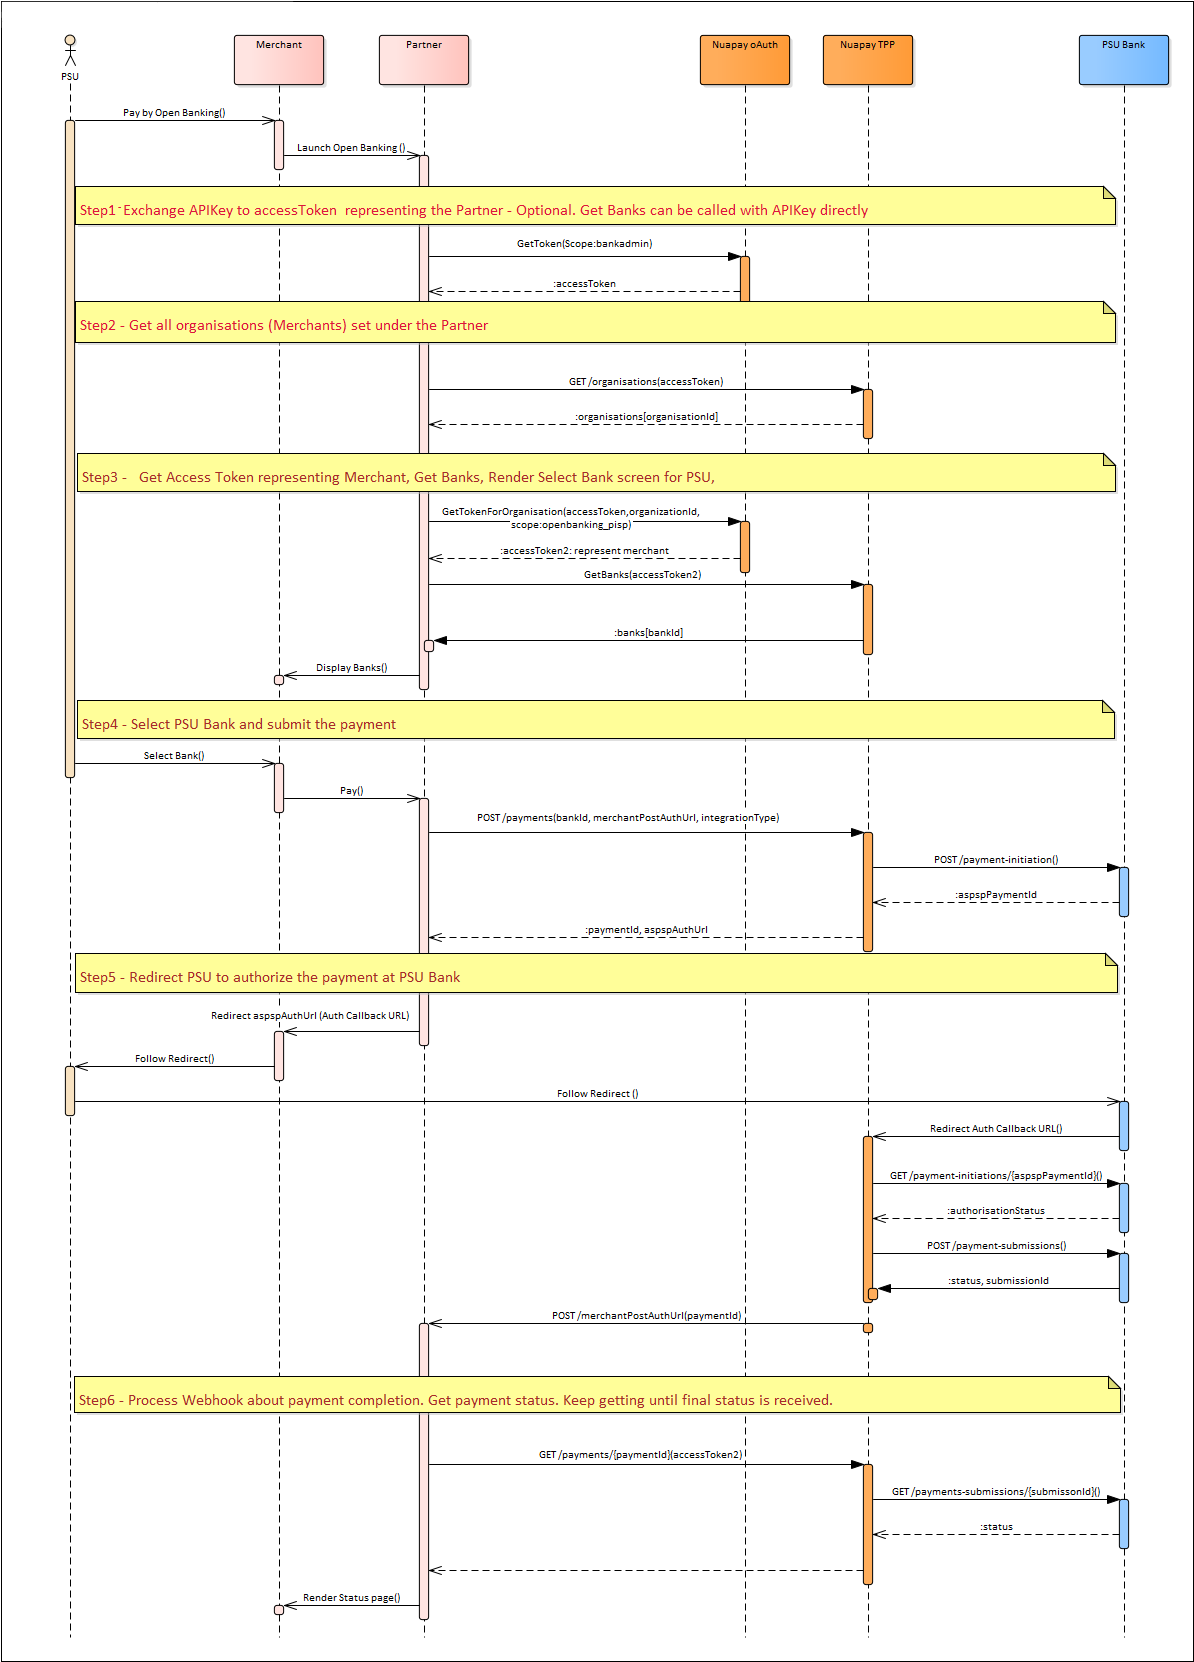 PSU
Merchant
Partner
Nuapay oAuth
Nuapay TPP
PSU Bank
Pay by Open Banking()
Launch Open Banking ()
Step1 - Exchange APIKey to accessToken  representing the Partner - Optional. Get Banks can be called with APIKey directly
GetToken(Scope:bankadmin)
:accessToken
Step2 - Get all organisations (Merchants) set under the Partner
GET /organisations(accessToken)
:organisations[organisationId]
Step3 -   Get Access Token representing Merchant, Get Banks, Render Select Bank screen for PSU,
GetTokenForOrganisation(accessToken,organizationId,
scope:openbanking_pisp)
:accessToken2: represent merchant
GetBanks(accessToken2)
:banks[bankId]
Display Banks()
Step4 - Select PSU Bank and submit the payment
Select Bank()
Pay()
POST /payments(bankId, merchantPostAuthUrl, integrationType)
POST /payment-initiation()
:aspspPaymentId
:paymentId, aspspAuthUrl
Step5 - Redirect PSU to authorize the payment at PSU Bank
Redirect aspspAuthUrl (Auth Callback URL)
Follow Redirect()
Follow Redirect ()
Redirect Auth Callback URL()
GET /payment-initiations/{aspspPaymentId}()
:authorisationStatus
POST /payment-submissions()
:status, submissionId
POST /merchantPostAuthUrl(paymentId)
Step6 - Process Webhook about payment completion. Get payment status. Keep getting until final status is received.
GET /payments/{paymentId}(accessToken2)
GET /payments-submissions/{submissonId}()
:status
Render Status page()